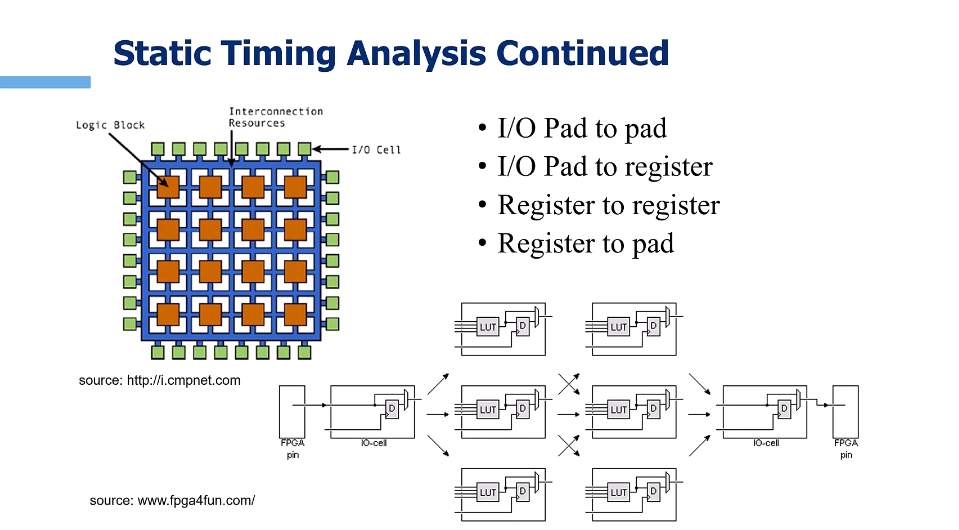 Static Timing Analysis Continued
Interconnection
Resources
Logic Block
I/O Cell
• I/O Pad to pad
• I/O Pad to register
• Register to register
• Register to pad
source: http://i.cmpnet.com
LUT D
LUT D
D
LUT D
LUT D
D
FPGA
pin
IO-cell
IO-cell
FPGA
pin
LUT D
LUT D
source: www.fpga4fun.com/